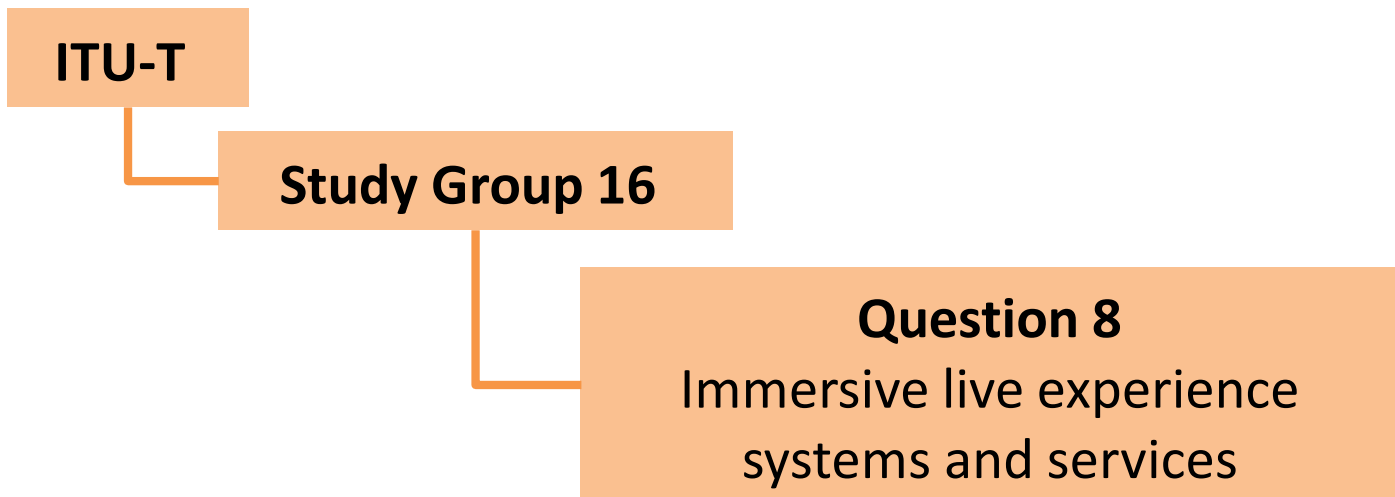 ITU-T
Study Group 16
Question 8
Immersive live experience
systems and services